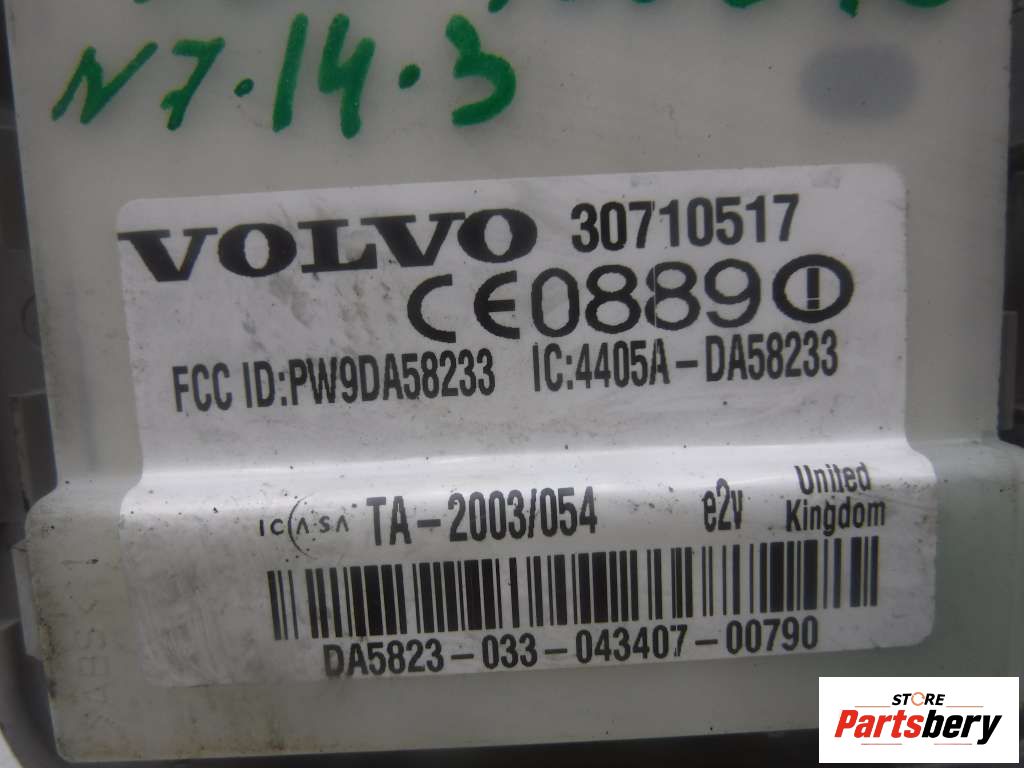 N7.14.3
VOLVO 30710517
CE0889
FCC ID:PW9DA58233 IC:4405A-DA58233
ICASA TA-2003/054 e2v United Kingdom
DA5823-033-043407-00790
ABS
STORE
Partsbery